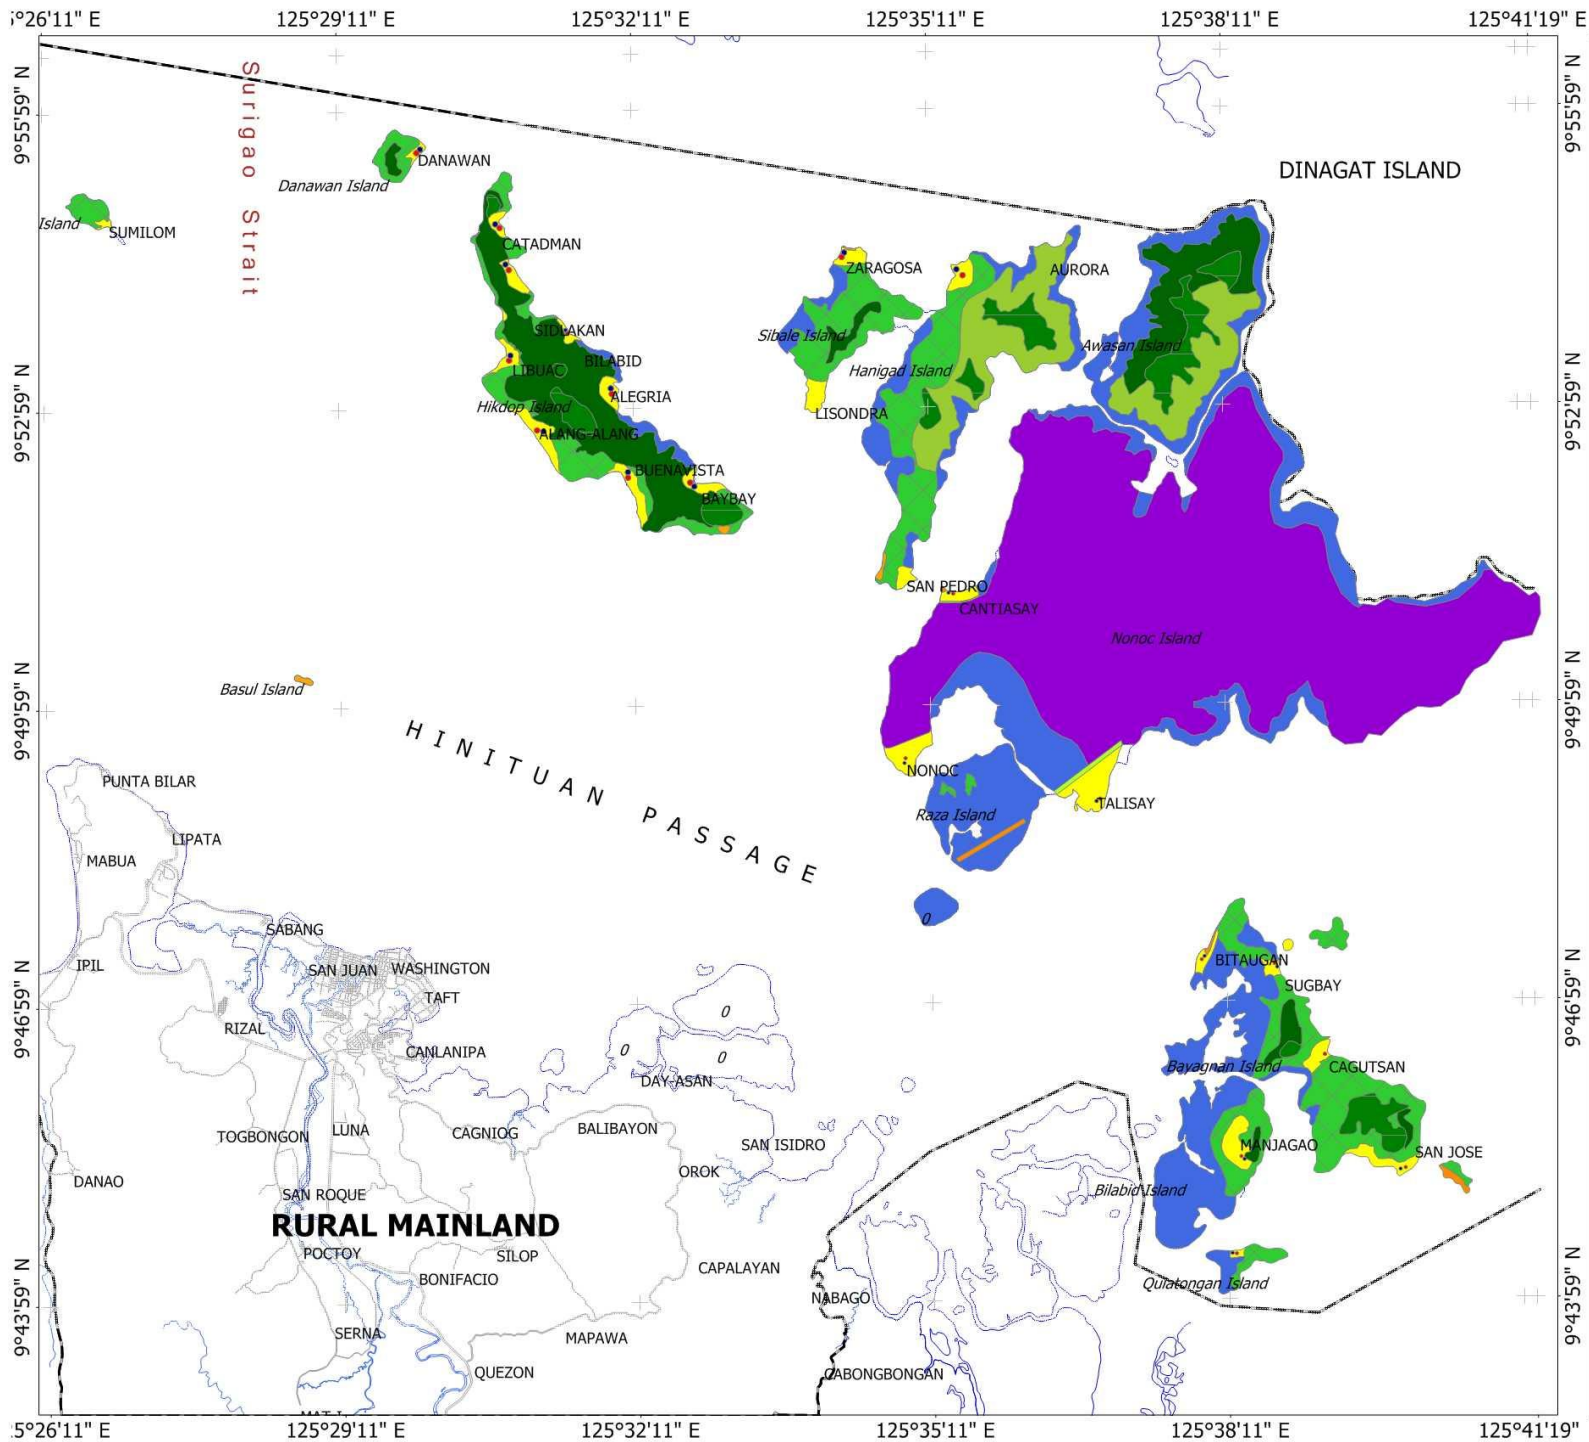 5°26'11" E 125°29'11" E 125°32'11" E 125°35'11" E 125°38'11" E 125°41'19" E
9°55'59" N
9°55'59" N
Surigao Strait
DINAGAT ISLAND
DANAWAN
Danawan Island
Island
SUMILOM
CATADMAN
ZARAGOSA
AURORA
SIDLAKAN
Sibale Island
Awasan Island
BILABID
LIBUAC
Hanigad Island
ALEGRIA
9°52'59" N
9°52'59" N
Hikdop Island
LISONDRA
ALANG-ALANG
BUENAVISTA
BAYBAY
SAN PEDRO
CANTIASAY
Nonoc Island
Basul Island
9°49'59" N
9°49'59" N
HINITUAN PASSAGE
NONOC
PUNTA BILAR
TALISAY
Raza Island
LIPATA
MABUA
0
SABANG
BITAUGAN
IPIL
SAN JUAN
WASHINGTON
SUGBAY
TAFT
9°46'59" N
9°46'59" N
0
RIZAL
CANLANIPA
0
0
Bayagnan Island
CAGUTSAN
DAY-ASAN
TOGBONGON
LUNA
CAGNIOG
BALIBAYON
SAN ISIDRO
MANJAGAO
SAN JOSE
OROK
DANAO
Bilabid Island
SAN ROQUE
RURAL MAINLAND
POCTOY
SILOP
CAPALAYAN
BONIFACIO
Qulatongan Island
9°43'59" N
9°43'59" N
NABAGO
SERNA
MAPAWA
QUEZON
CABONGBONGAN
5°26'11" E 125°29'11" E 125°32'11" E 125°35'11" E 125°38'11" E 125°41'19" E